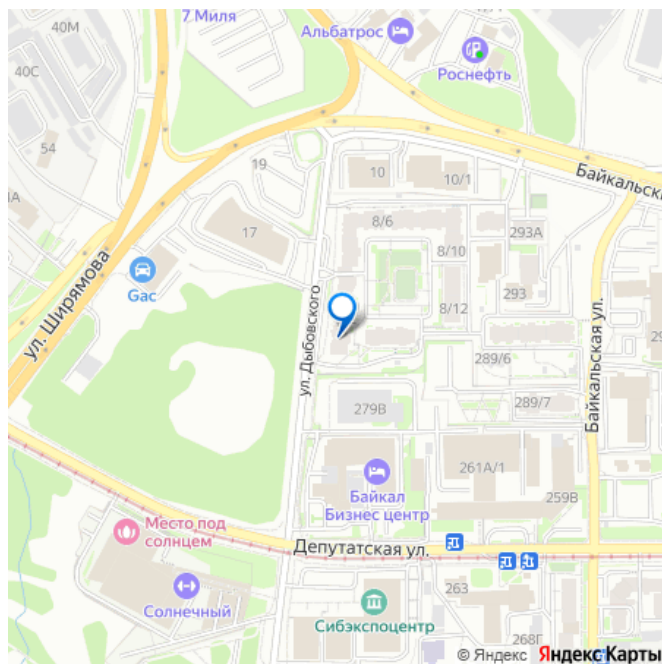 40М
7 Миля
Альбатрос
40С
Роснефть
54
19
10
10/1
Байкальск
8/6
293А
17
8/10
ул. Ширямова
Gac
ул. Дыбовского
293
8/12
Байкальская ул.
289/6
289/7
279В
261А/1
Байкал
Бизнес центр
259В
Место под
солнцем
Депутатская ул.
Солнечный
263
Сибэкспоцентр
268Г
© Яндекс Яндекс Карты